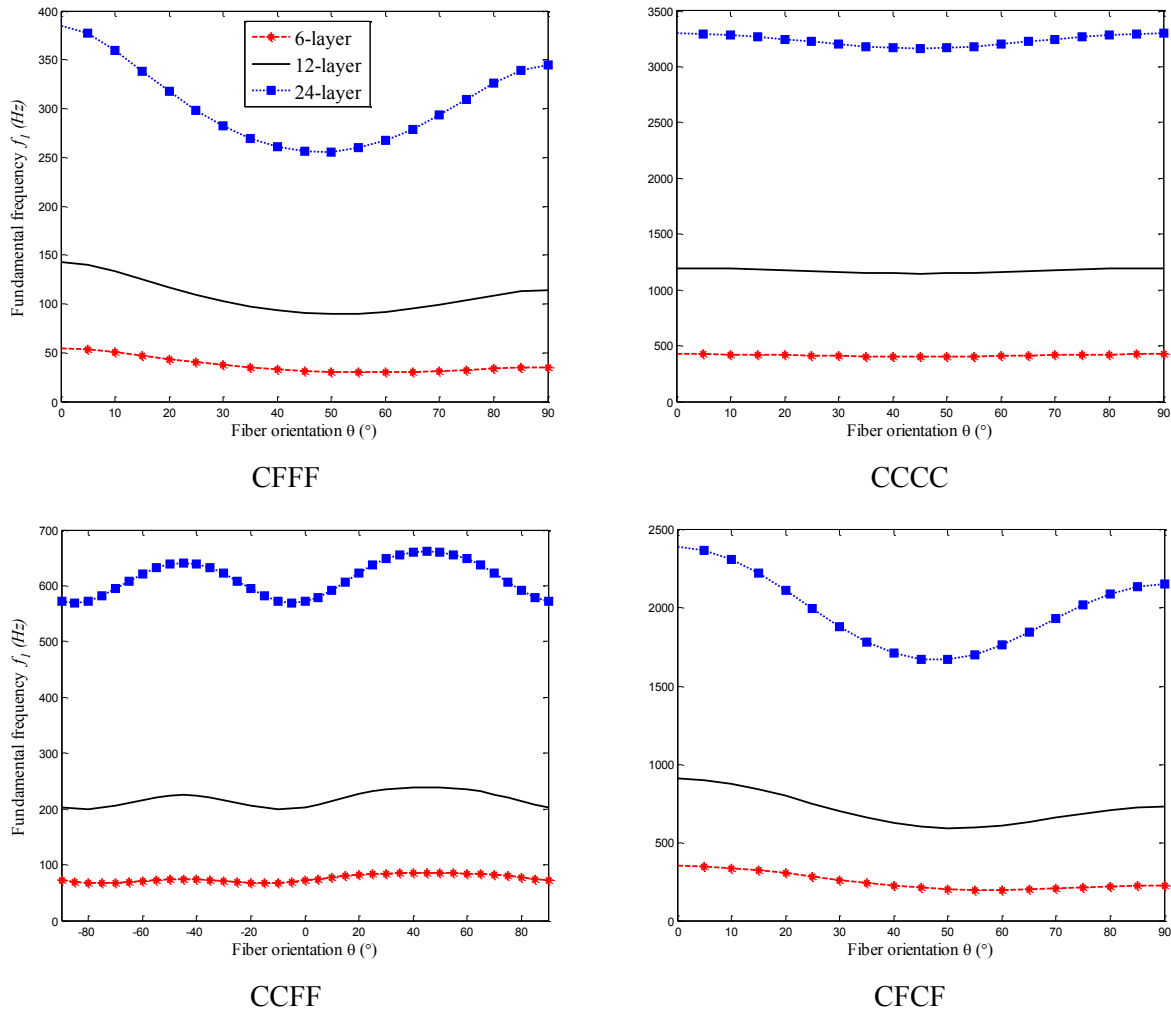 400
350
300
250
200
150
100
50
0
Fundamental frequency f1 (Hz)
6-layer
12-layer
24-layer
0 10 20 30 40 50 60 70 80 90
Fiber orientation θ (°)
CFFF
3500
3000
2500
2000
1500
1000
500
0
0 10 20 30 40 50 60 70 80 90
Fiber orientation θ (°)
CCCC
700
600
500
400
300
200
100
0
Fundamental frequency f1 (Hz)
-80 -60 -40 -20 0 20 40 60 80
Fiber orientation θ (°)
CCFF
2500
2000
1500
1000
500
0
0 10 20 30 40 50 60 70 80 90
Fiber orientation θ (°)
CFCF